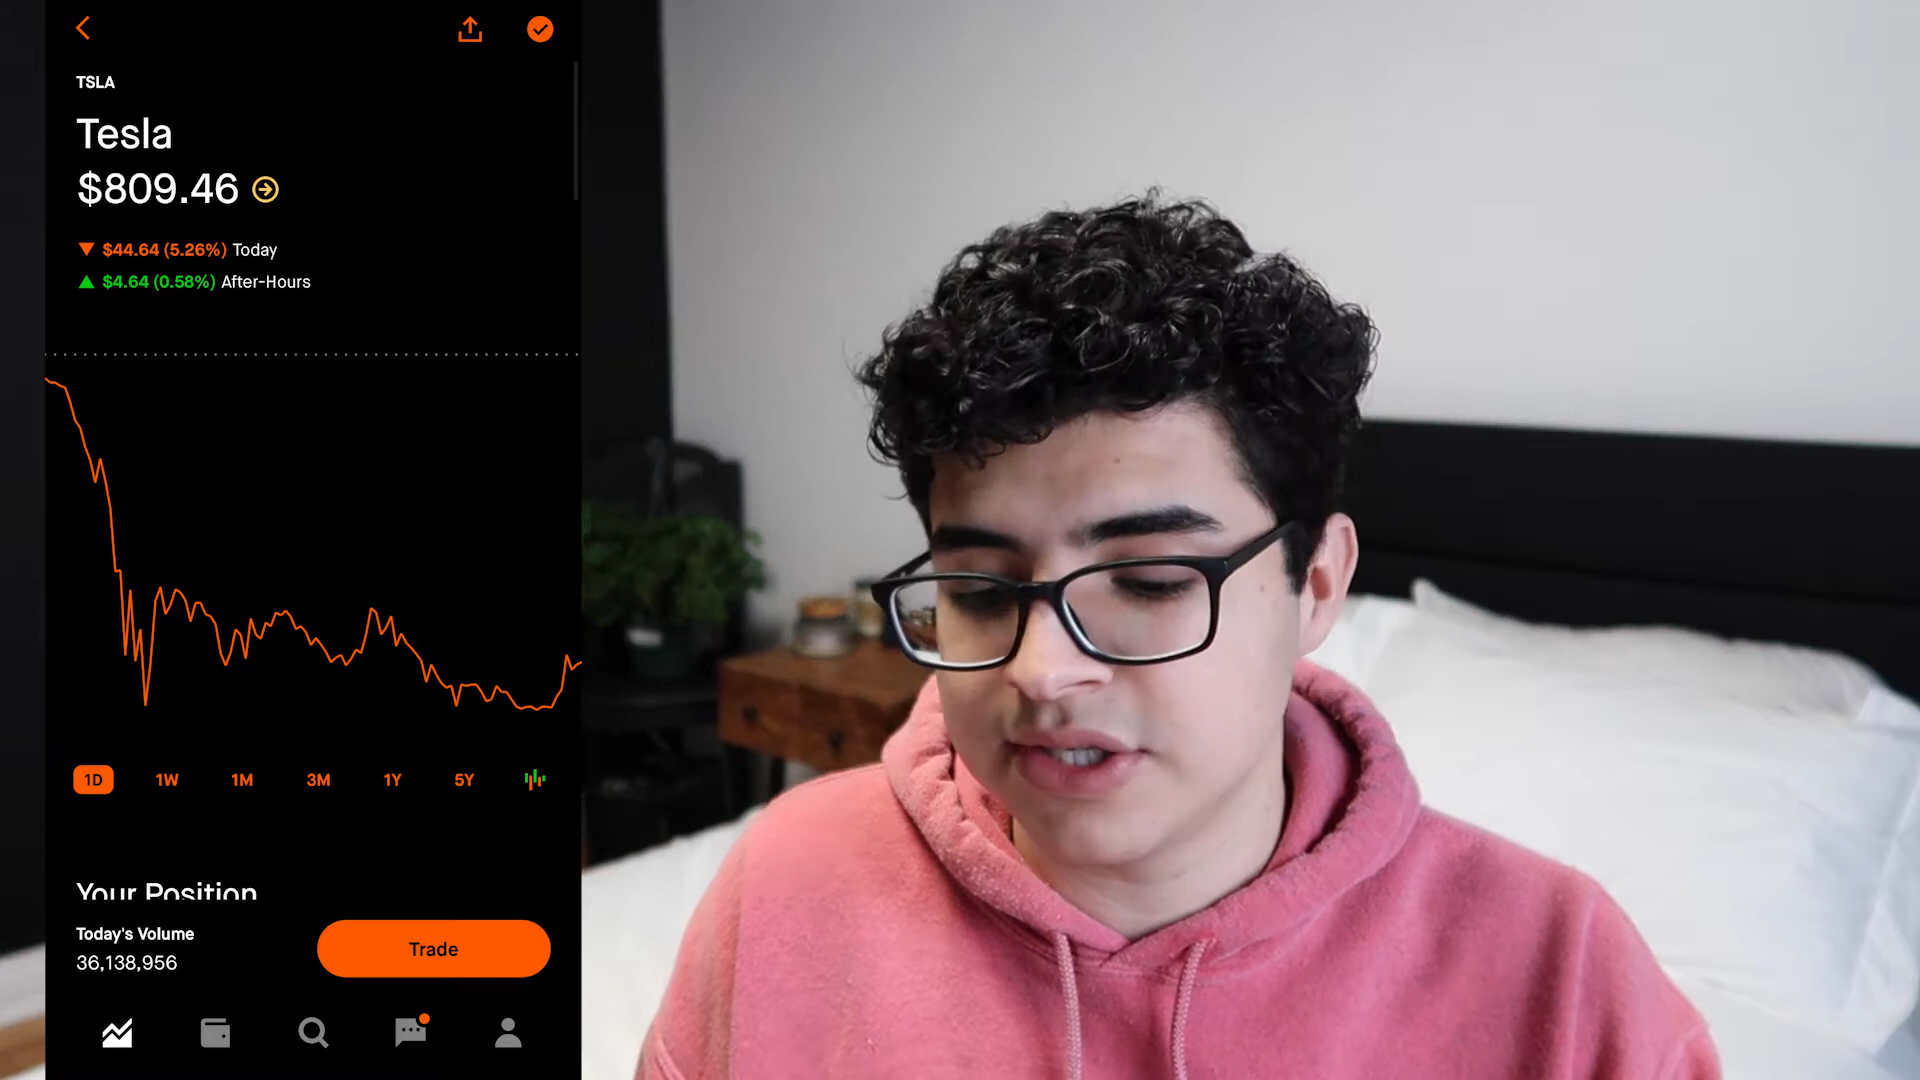 TSLA
Tesla
$809.46
$44.64 (5.26%) Today
$4.64 (0.58%) After-Hours
1D 1W 1M 3M 1Y 5Y
Your Position
Today's Volume
36,138,956
Trade